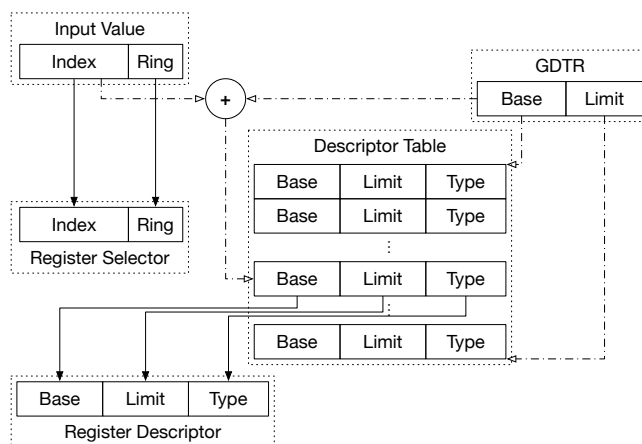 Input Value
Index Ring
GDTR
Base Limit
+
Descriptor Table
Base Limit Type
Base Limit Type
⋮
Base Limit Type
⋮
Base Limit Type
Index Ring
Register Selector
Base Limit Type
Register Descriptor